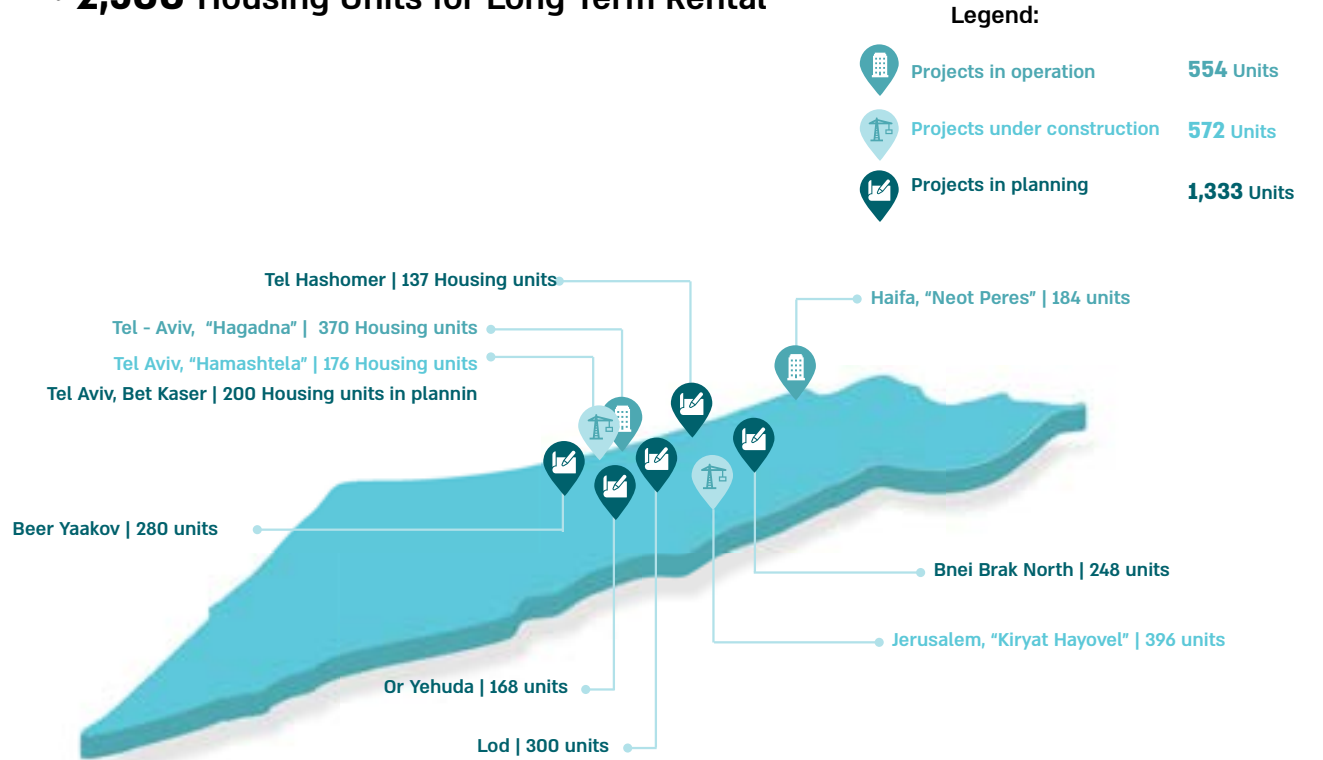 Housing Units for Long Term Rental
Legend:
Projects in operation 554 Units
Projects under construction 572 Units
Projects in planning 1,333 Units
Tel Hashomer | 137 Housing units
Haifa, “Neot Peres” | 184 units
Tel - Aviv, “Hagadna” | 370 Housing units
Tel Aviv, “Hamashtela” | 176 Housing units
Tel Aviv, Bet Kaser | 200 Housing units in plannin
Beer Yaakov | 280 units
Bnei Brak North | 248 units
Jerusalem, “Kiryat Hayovel” | 396 units
Or Yehuda | 168 units
Lod | 300 units